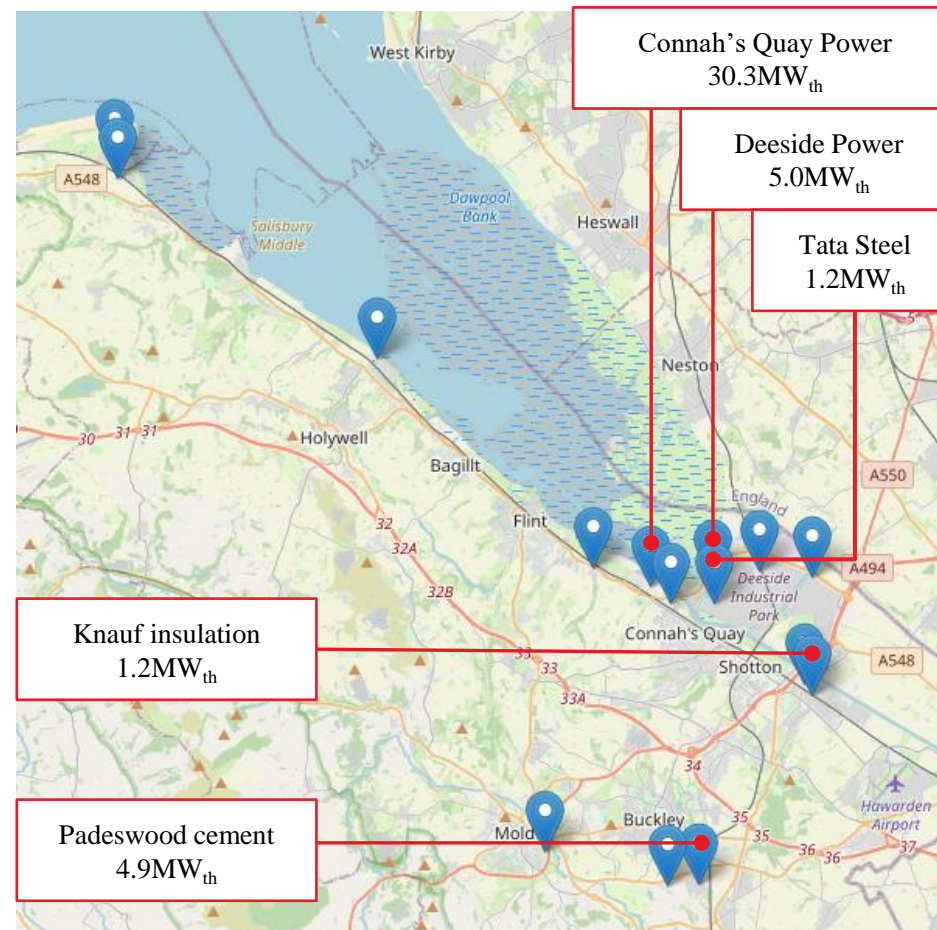 Connah's Quay Power
30.3MWth
Deeside Power
5.0MWth
Tata Steel
1.2MWth
West Kirby
A548
Dawpool
Bank
Salisbury
Middle
Heswall
Neston
Holywell
30
31
31
Bagillt
A550
England
Flint
32
32A
A494
Deeside
Industrial
Park
32B
Knauf insulation
1.2MWth
Connah's Quay
33
33
A548
Shotton
33A
34
Hawarden
Airport
Padeswood cement
4.9MWth
Mold
Buckley
35
35
36
36
37